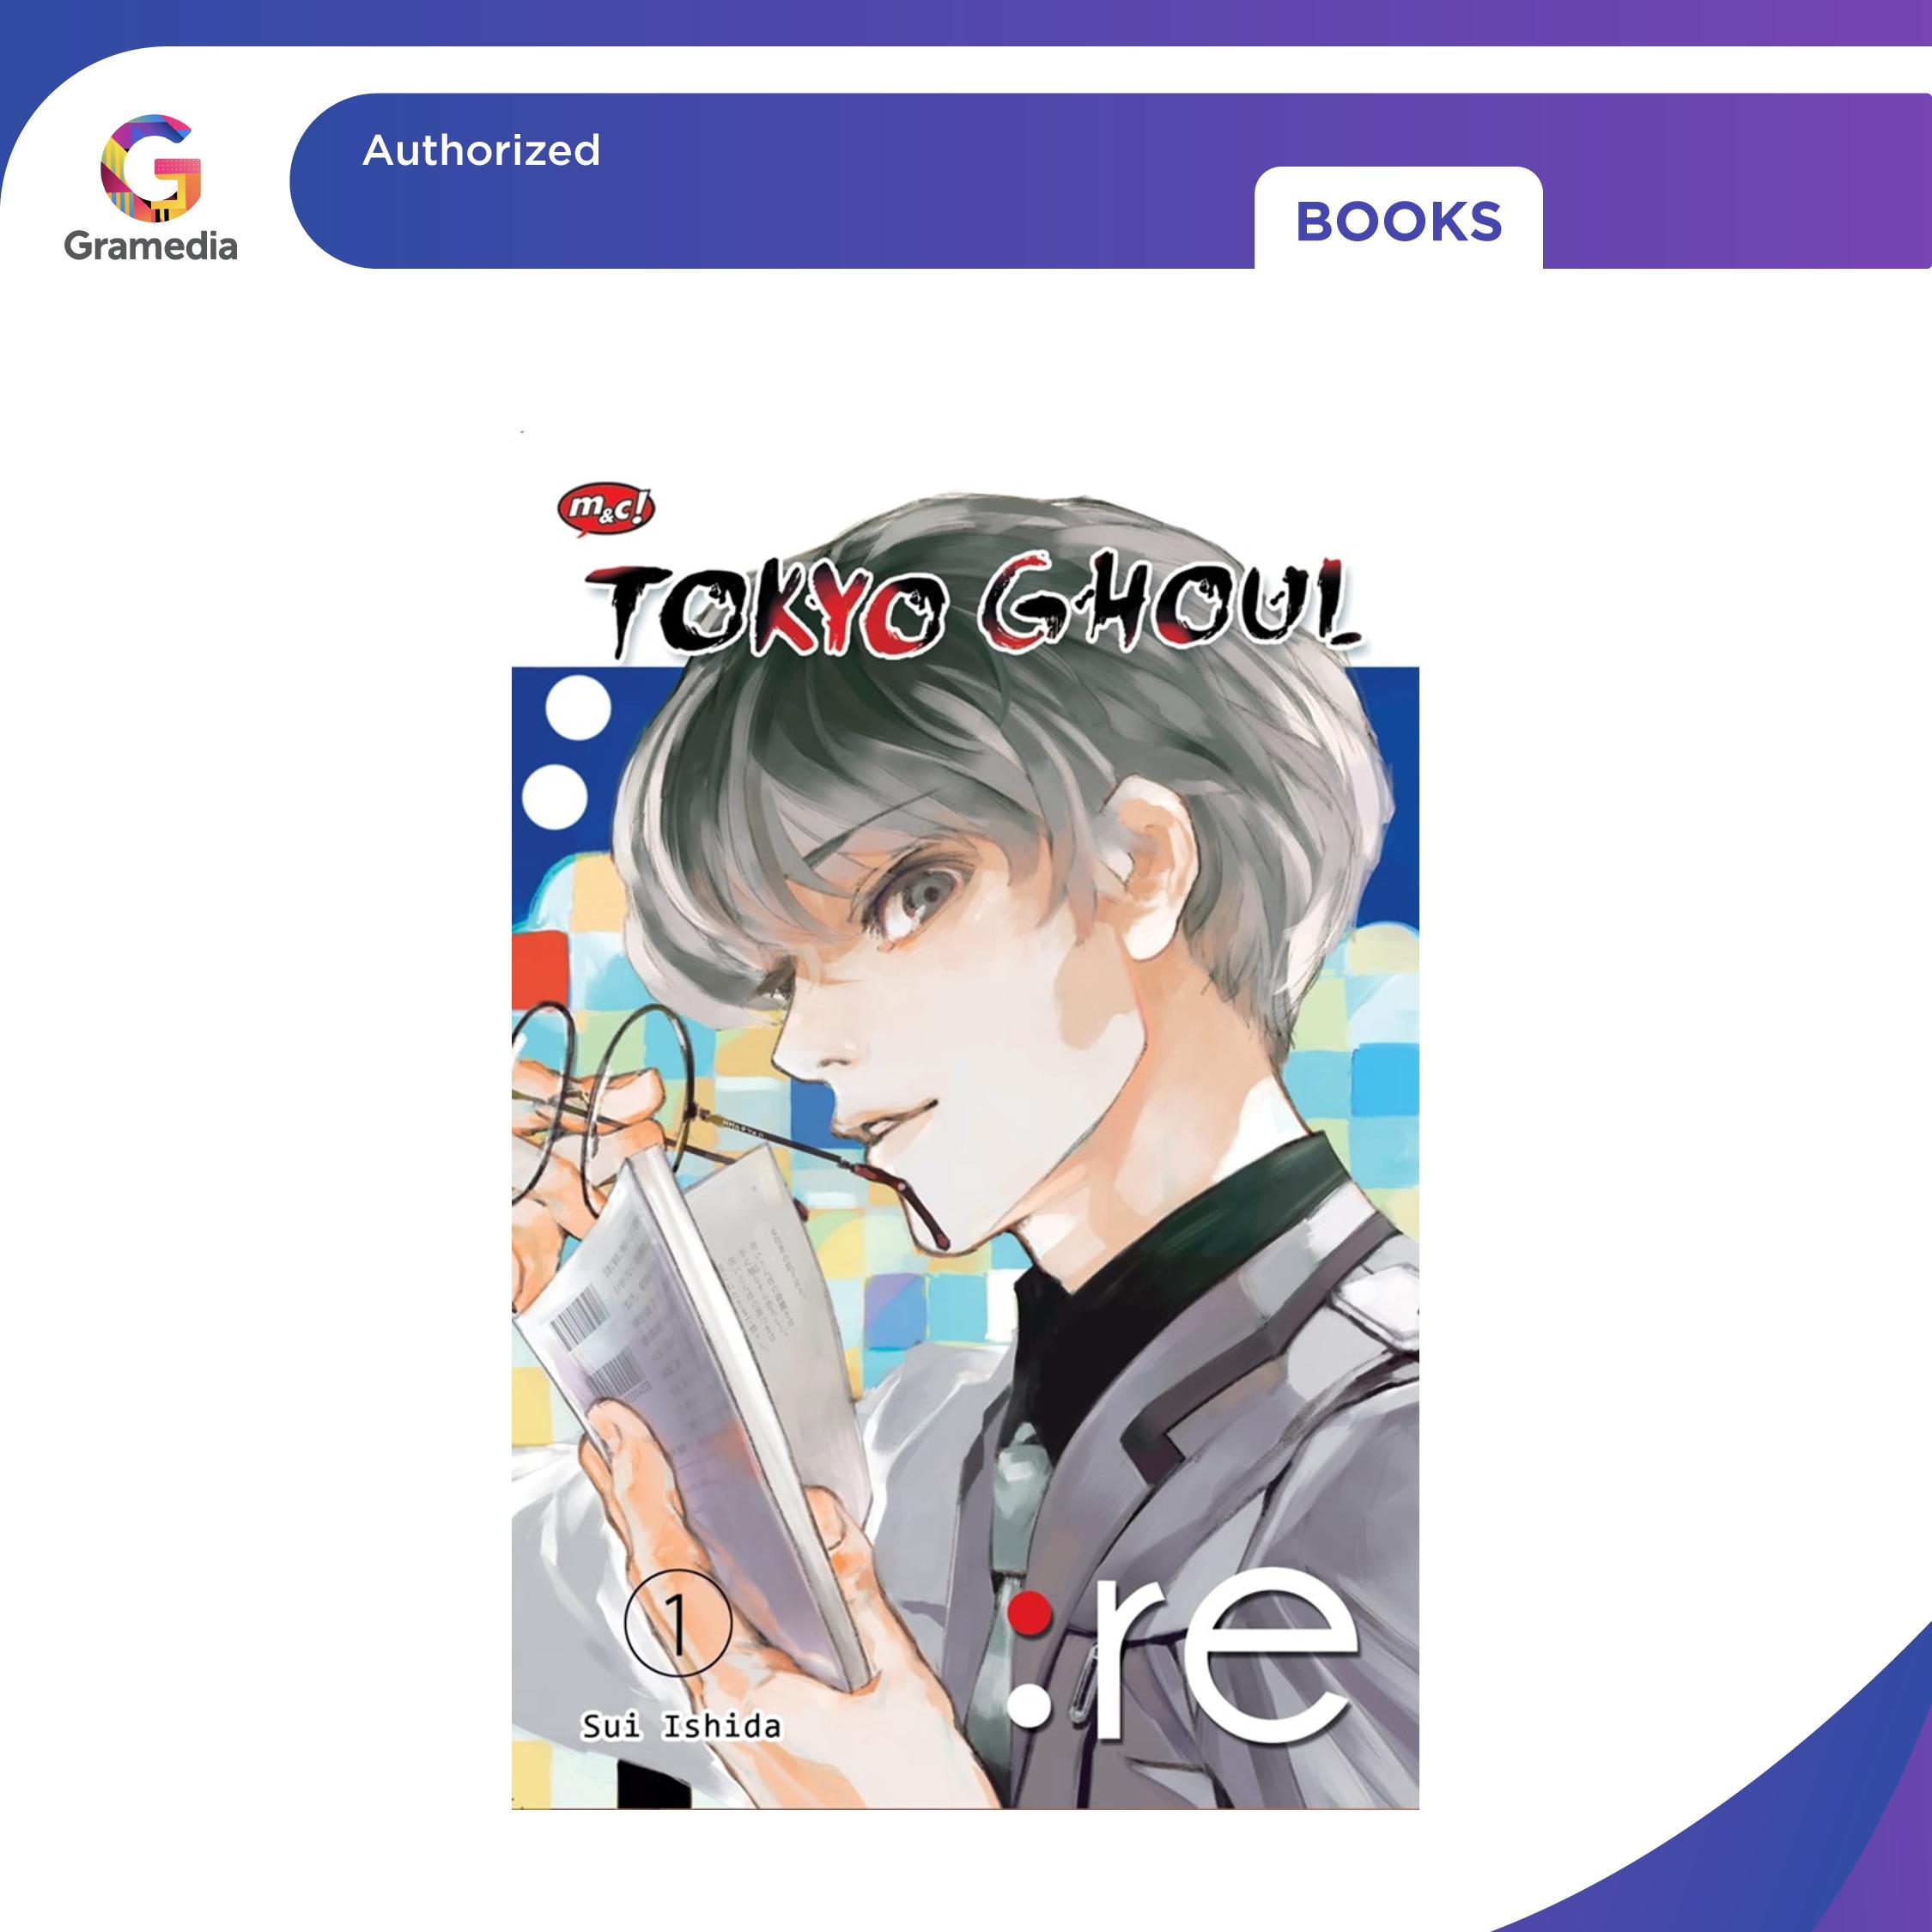 Authorized
BOOKS
Gramedia
m&c!
TOKYO GHOUL
1
:re
Sui Ishida